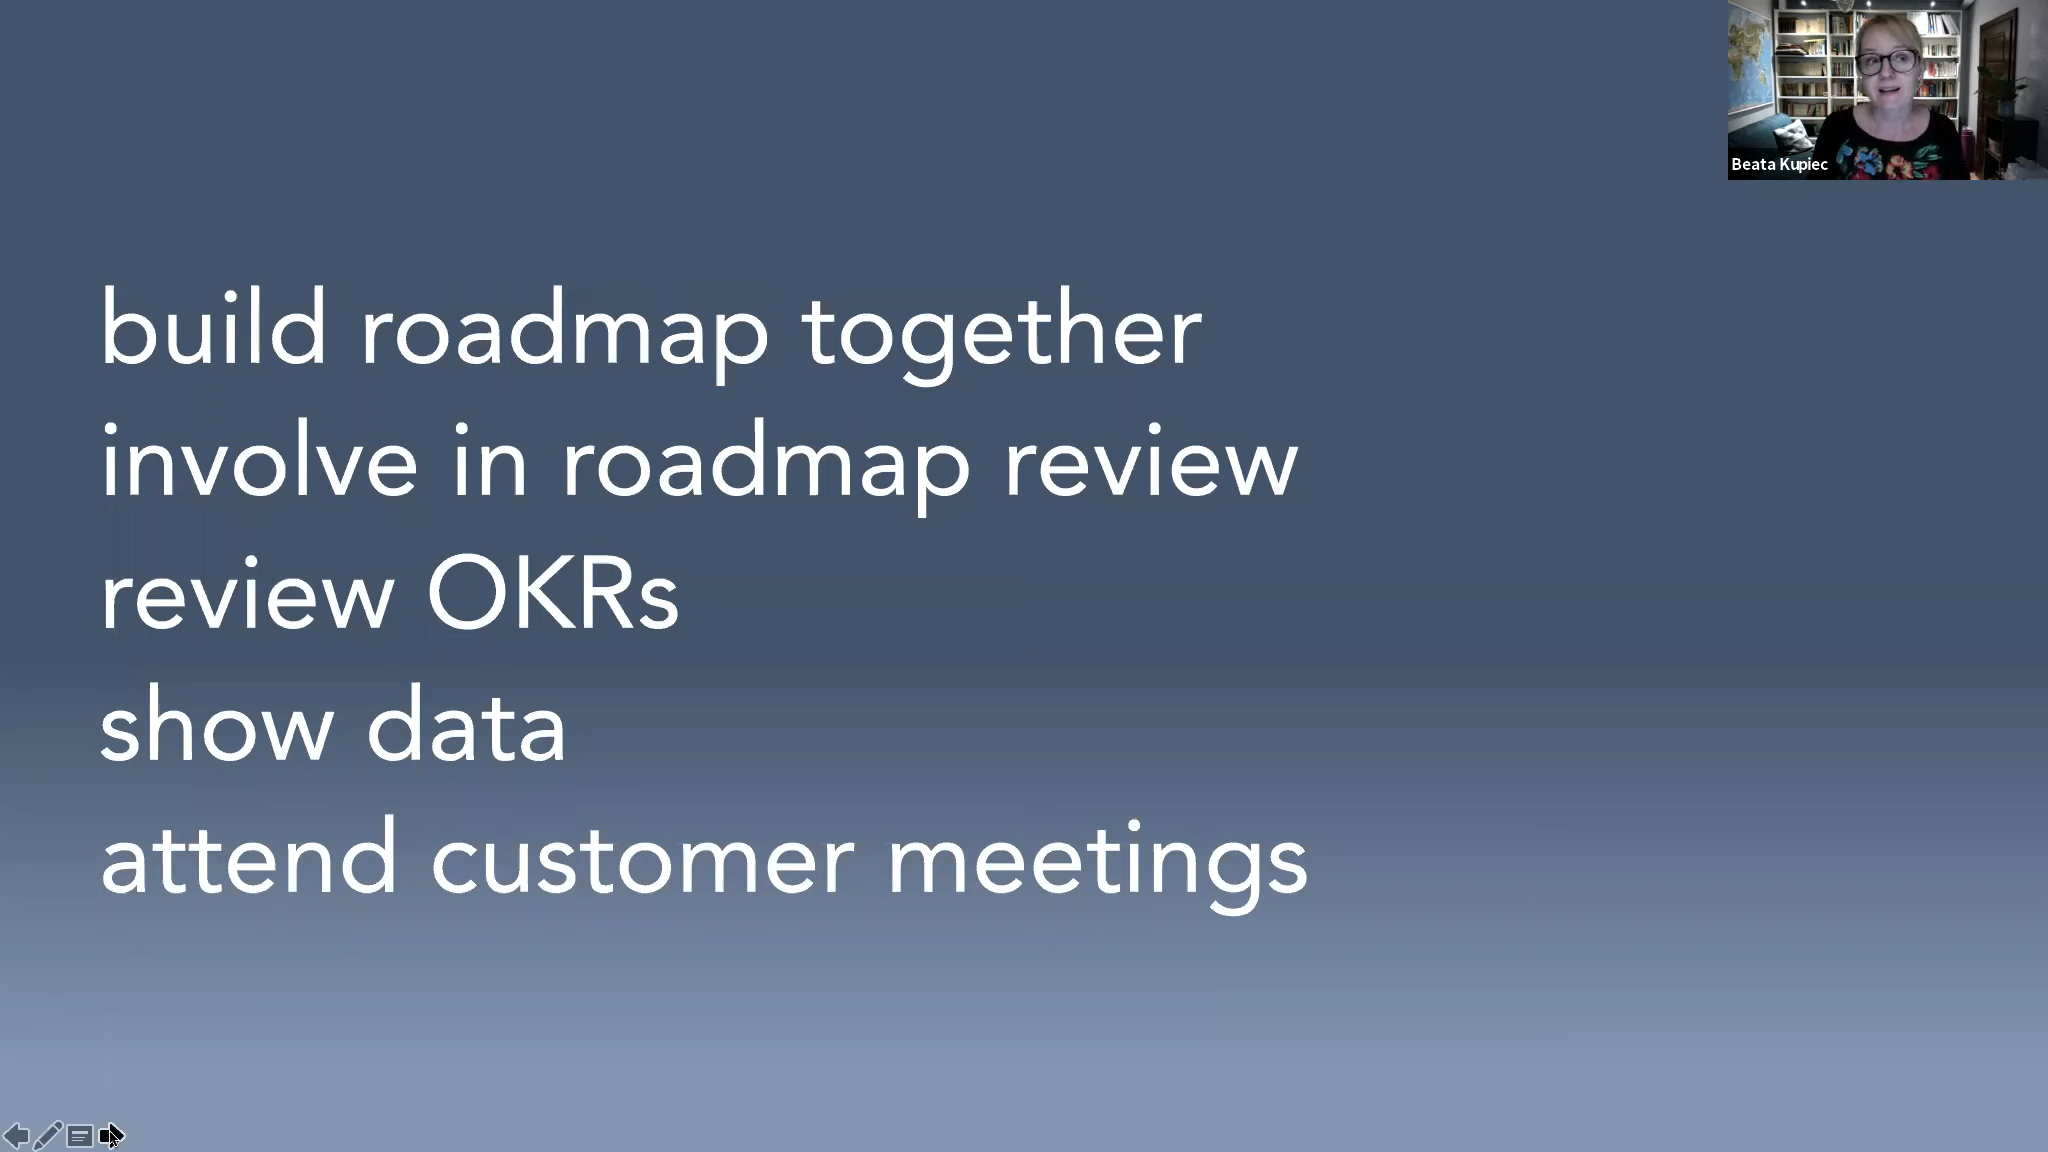 Beata Kupiec
build roadmap together
involve in roadmap review
review OKRs
show data
attend customer meetings